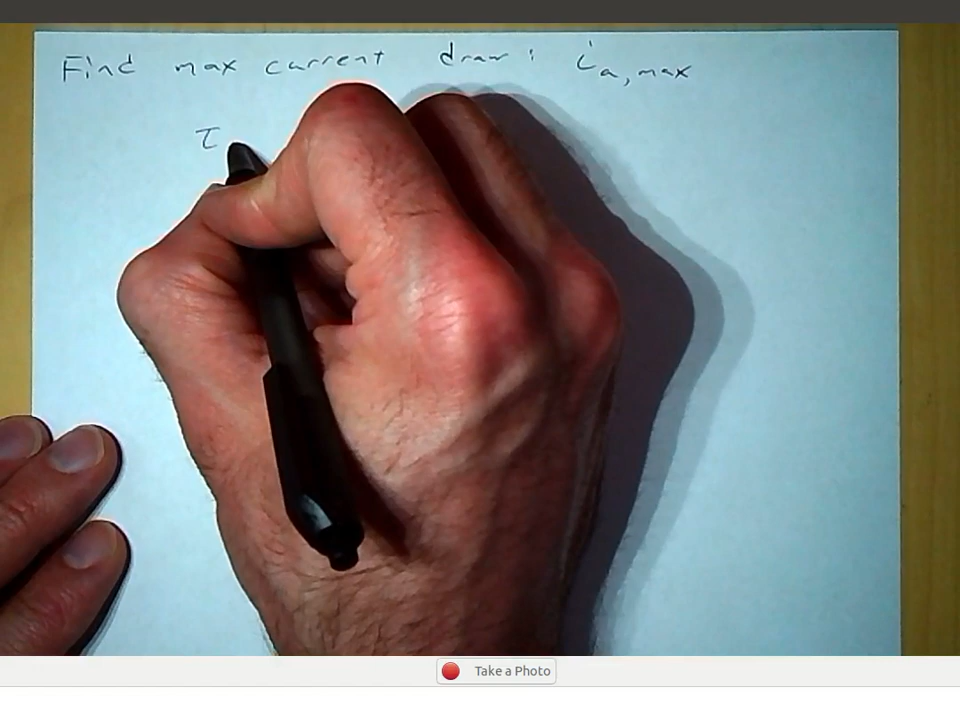 Find max current draw: i_a,max
τ
Take a Photo